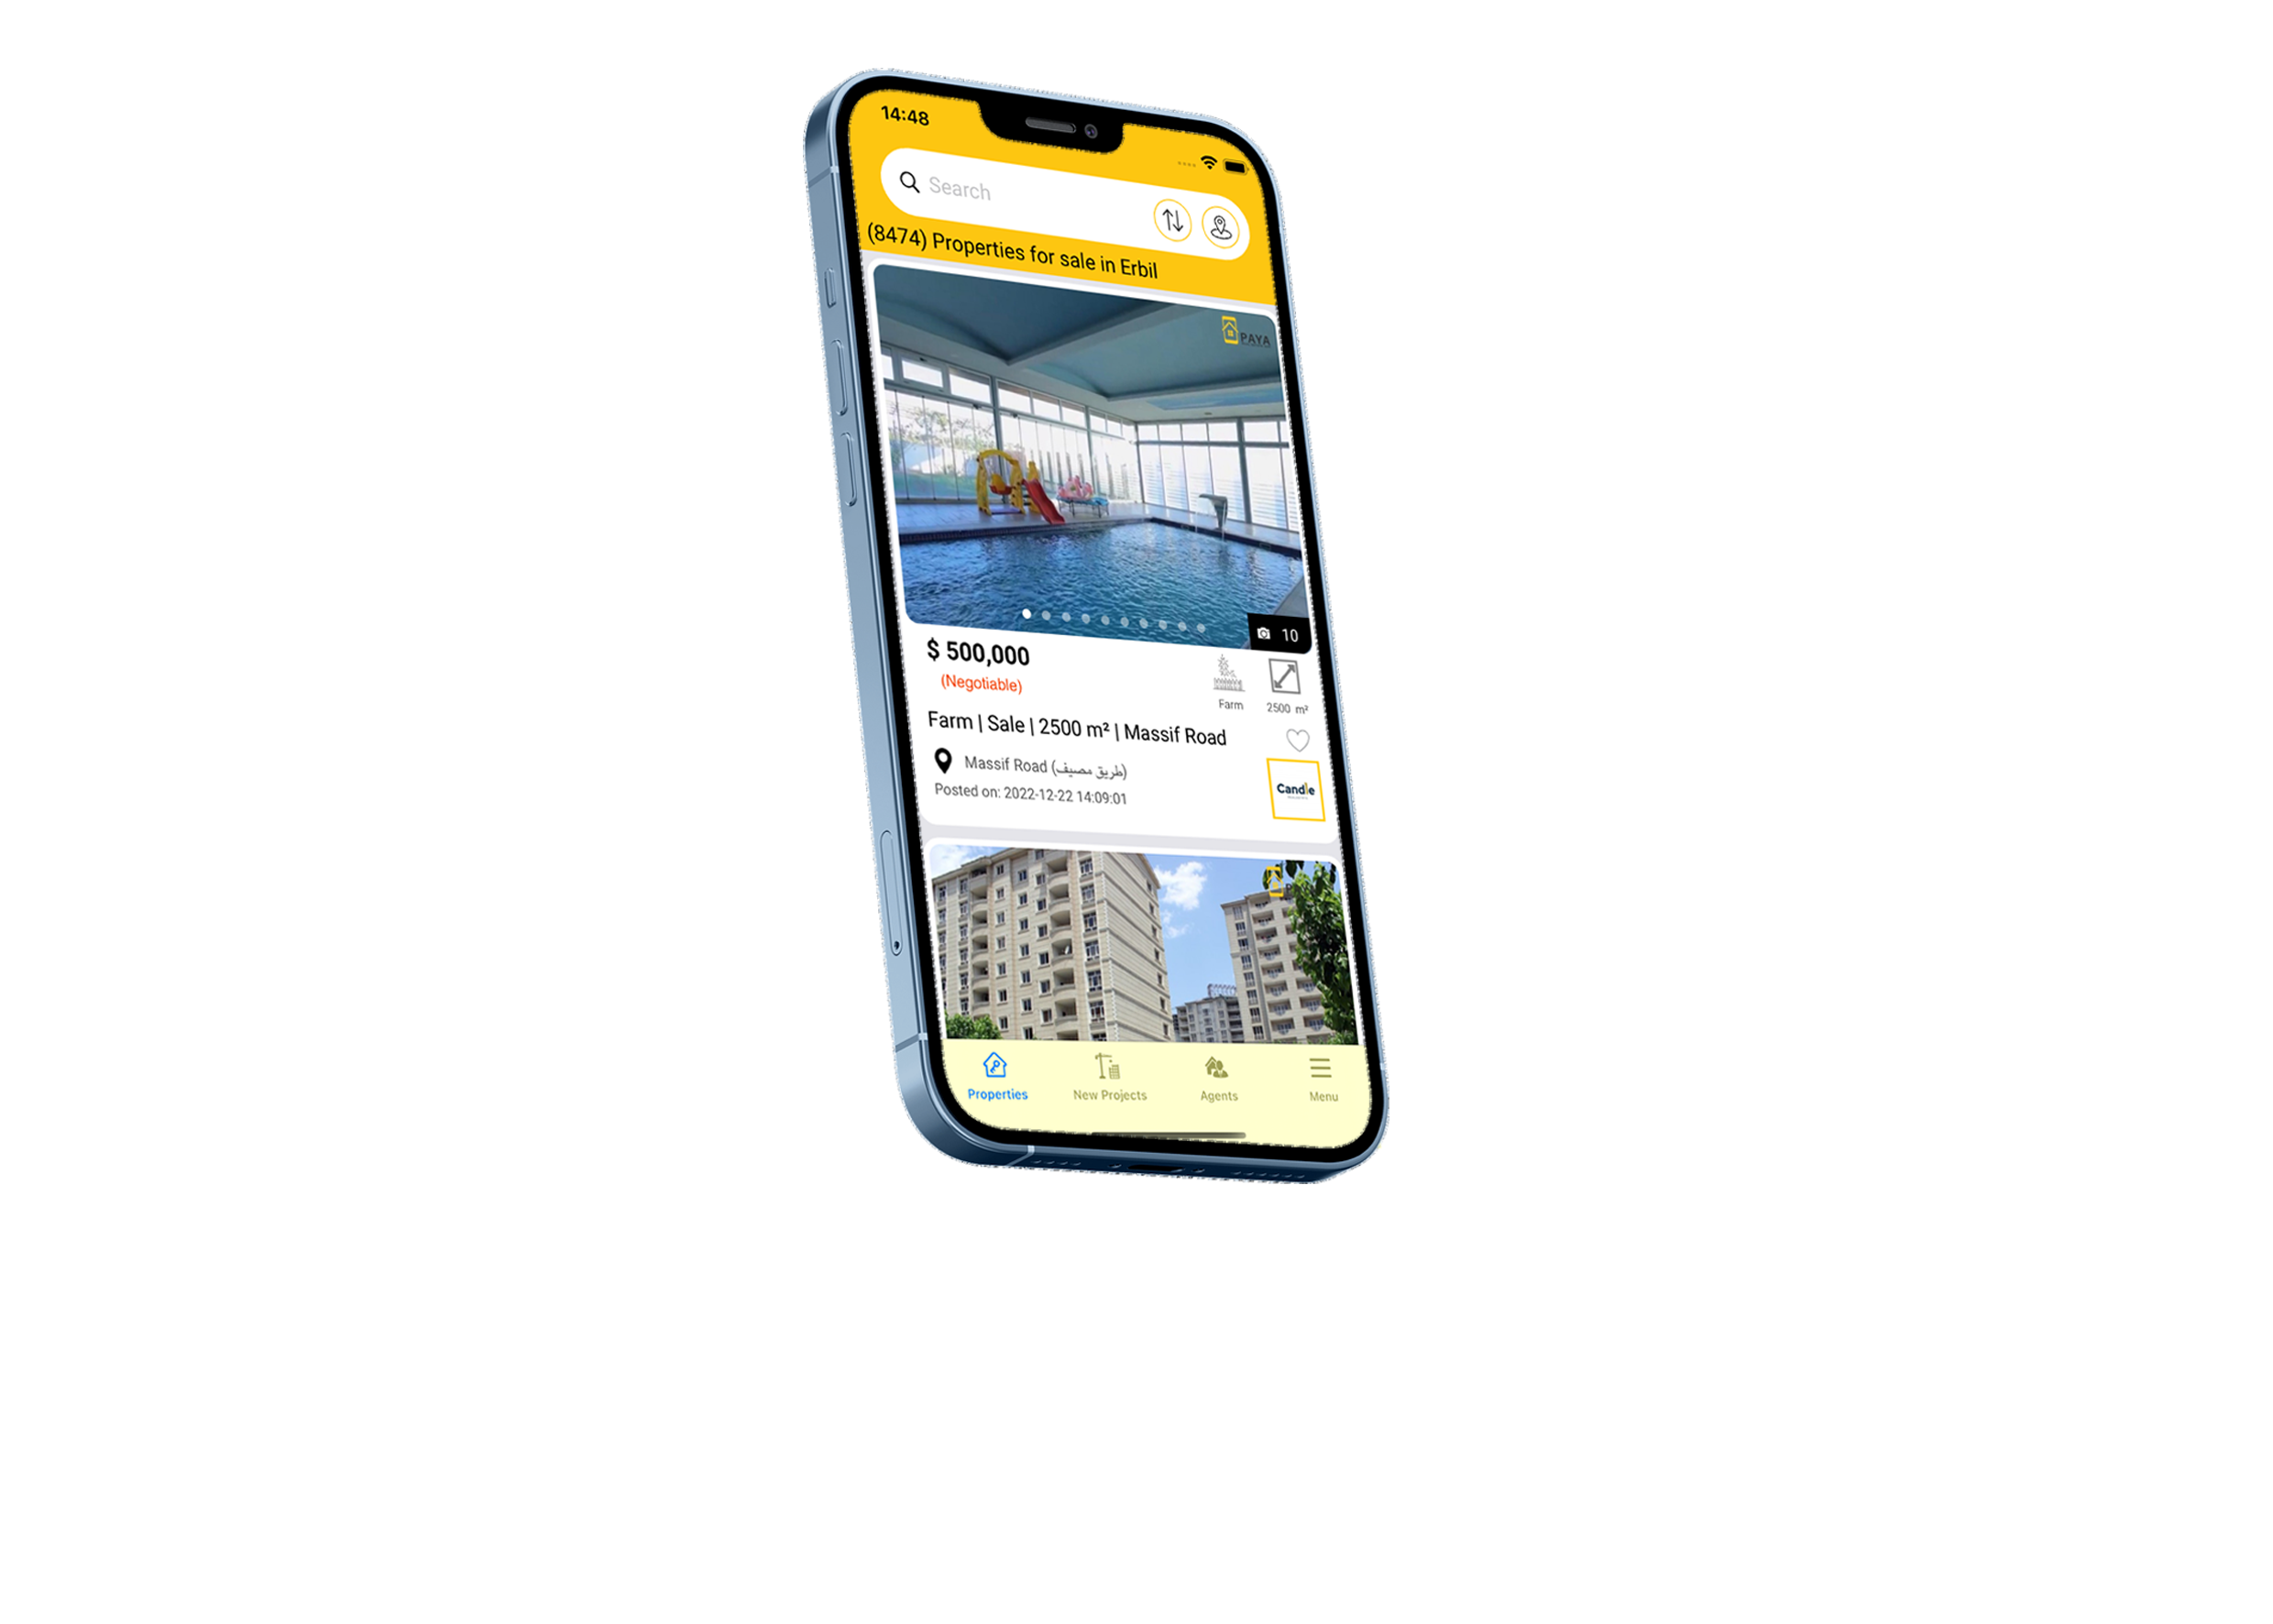 14:48
Search
(8474) Properties for sale in Erbil
PAYA
10
$ 500,000
(Negotiable)
Farm
2500 m²
Farm | Sale | 2500 m² | Massif Road
Massif Road (طريق مصيف)
Posted on: 2022-12-22 14:09:01
Candle
Properties
New Projects
Agents
Menu